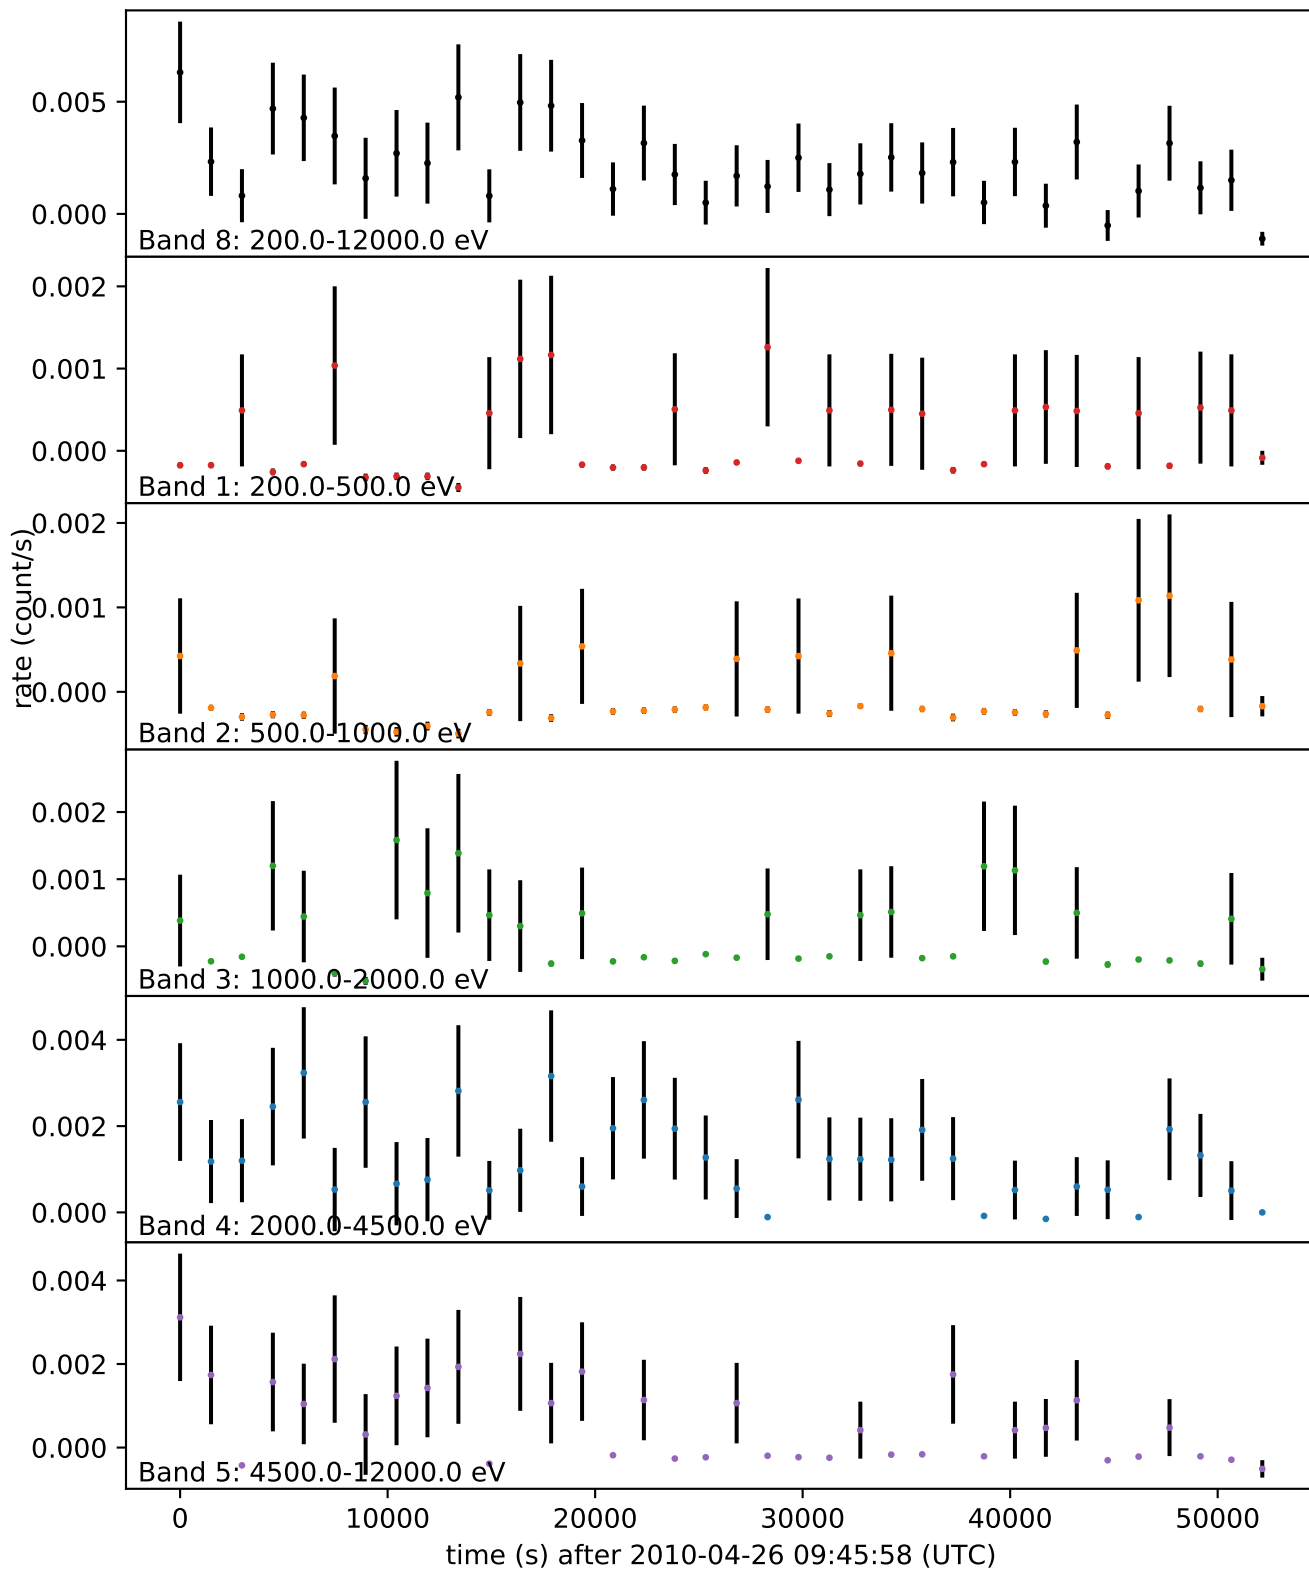 0.005
0.000
Band 8: 200.0-12000.0 eV
0.002
0.001
0.000
Band 1: 200.0-500.0 eV
rate (count/s)
0.002
0.001
0.000
Band 2: 500.0-1000.0 eV
0.002
0.001
0.000
Band 3: 1000.0-2000.0 eV
0.004
0.002
0.000
Band 4: 2000.0-4500.0 eV
0.004
0.002
0.000
Band 5: 4500.0-12000.0 eV
0 10000 20000 30000 40000 50000
time (s) after 2010-04-26 09:45:58 (UTC)